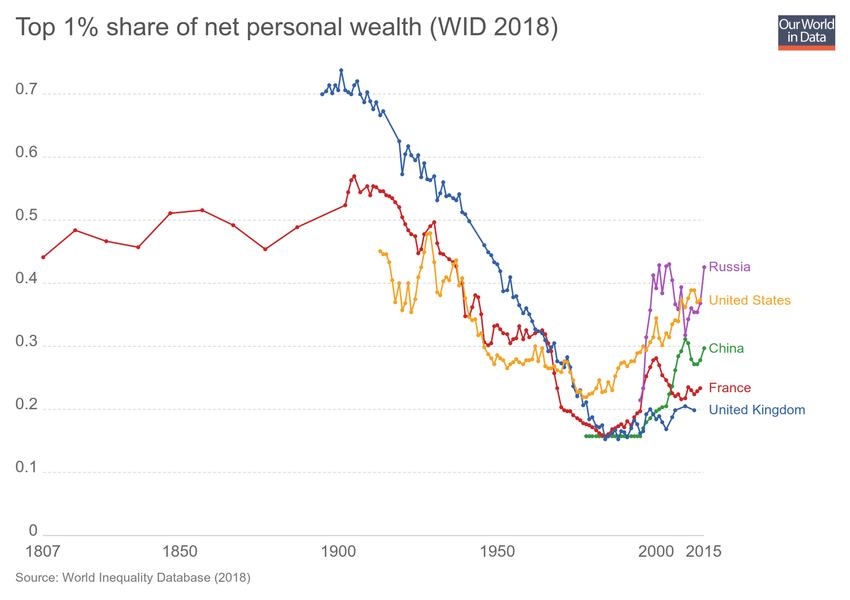 Top 1% share of net personal wealth (WID 2018)
Our World
in Data
0.7
0.6
0.5
0.4
0.3
0.2
0.1
0
Russia
United States
China
France
United Kingdom
1807 1850 1900 1950 2000 2015
Source: World Inequality Database (2018)